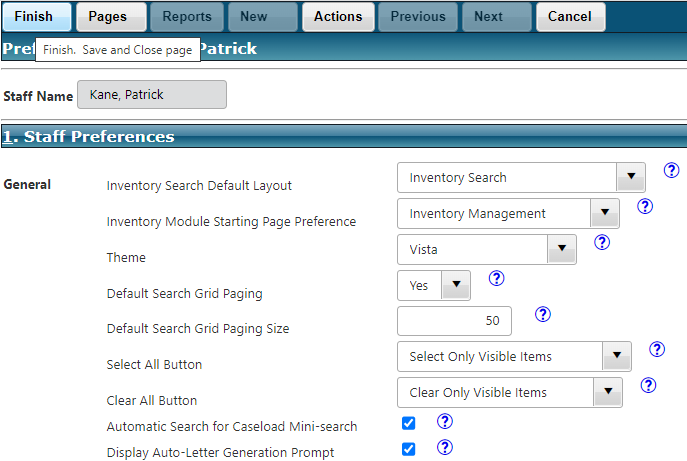 Finish Pages Reports New Actions Previous Next Cancel
Pref Patrick
Finish. Save and Close page
Staff Name Kane, Patrick
1. Staff Preferences
General
Inventory Search Default Layout Inventory Search ?
Inventory Module Starting Page Preference Inventory Management ?
Theme Vista ?
Default Search Grid Paging Yes ?
Default Search Grid Paging Size 50 ?
Select All Button Select Only Visible Items ?
Clear All Button Clear Only Visible Items ?
Automatic Search for Caseload Mini-search ?
Display Auto-Letter Generation Prompt ?